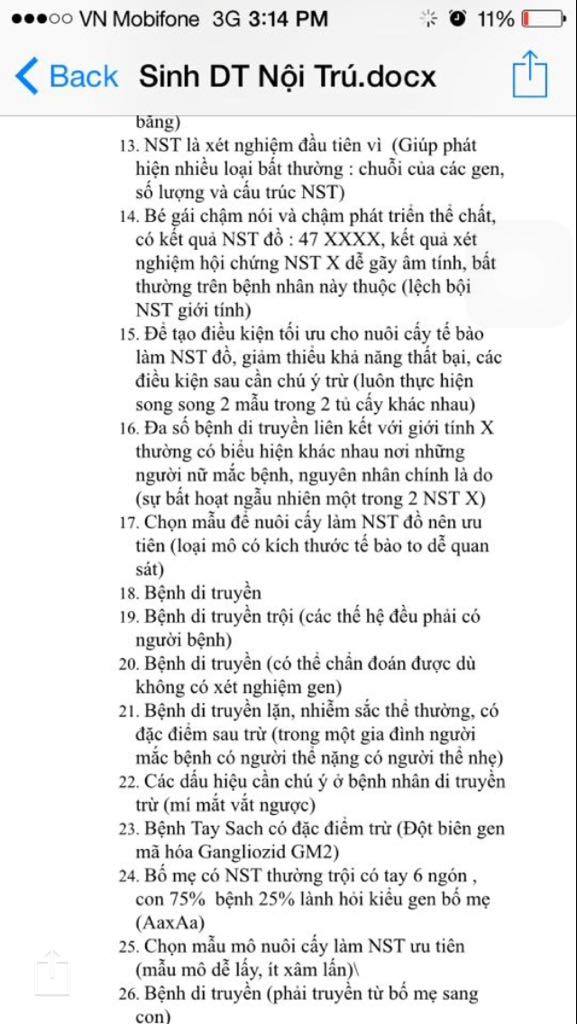 VN Mobifone 3G 3:14 PM 11%
Back Sinh DT Nội Trú.docx
băng)
13. NST là xét nghiệm đầu tiên vì (Giúp phát
hiện nhiều loại bất thường : chuỗi của các gen,
số lượng và cấu trúc NST)
14. Bé gái chậm nói và chậm phát triển thể chất,
có kết quả NST đồ : 47 XXXX, kết quả xét
nghiệm hội chứng NST X dễ gãy âm tính, bất
thường trên bệnh nhân này thuộc (lệch bội
NST giới tính)
15. Để tạo điều kiện tối ưu cho nuôi cấy tế bào
làm NST đồ, giảm thiểu khả năng thất bại, các
điều kiện sau cần chú ý trừ (luôn thực hiện
song song 2 mẫu trong 2 tủ cấy khác nhau)
16. Đa số bệnh di truyền liên kết với giới tính X
thường có biểu hiện khác nhau nơi những
người nữ mắc bệnh, nguyên nhân chính là do
(sự bất hoạt ngẫu nhiên một trong 2 NST X)
17. Chọn mẫu để nuôi cấy làm NST đồ nên ưu
tiên (loại mô có kích thước tế bào to dễ quan
sát)
18. Bệnh di truyền
19. Bệnh di truyền trội (các thế hệ đều phải có
người bệnh)
20. Bệnh di truyền (có thể chẩn đoán được dù
không có xét nghiệm gen)
21. Bệnh di truyền lặn, nhiễm sắc thể thường, có
đặc điểm sau trừ (trong một gia đình người
mắc bệnh có người thể nặng có người thể nhẹ)
22. Các dấu hiệu cần chú ý ở bệnh nhân di truyền
trừ (mí mắt vắt ngược)
23. Bệnh Tay Sach có đặc điểm trừ (Đột biên gen
mã hóa Gangliozid GM2)
24. Bố mẹ có NST thường trội có tay 6 ngón ,
con 75% bệnh 25% lành hỏi kiểu gen bố mẹ
(AaxAa)
25. Chọn mẫu mô nuôi cấy làm NST ưu tiên
(mẫu mô dễ lấy, ít xâm lấn)\
26. Bệnh di truyền (phải truyền từ bố mẹ sang
con)